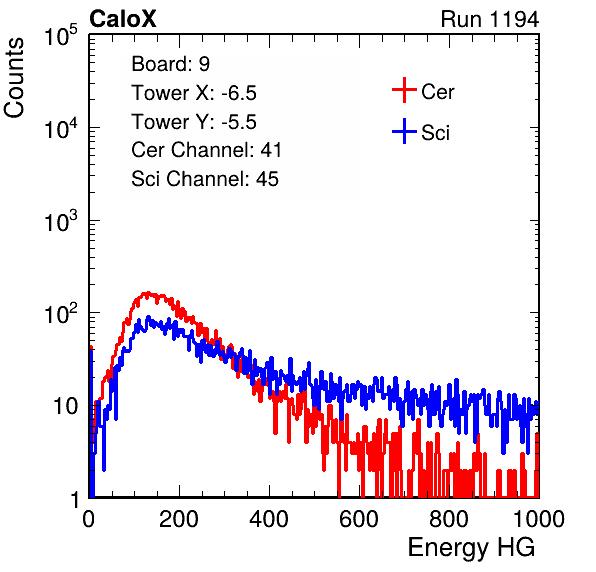 CaloX Run 1194
Counts
Board: 9
Tower X: -6.5
Tower Y: -5.5
Cer Channel: 41
Sci Channel: 45
Cer
Sci
10^5
10^4
10^3
10^2
10
1
0 200 400 600 800 1000
Energy HG